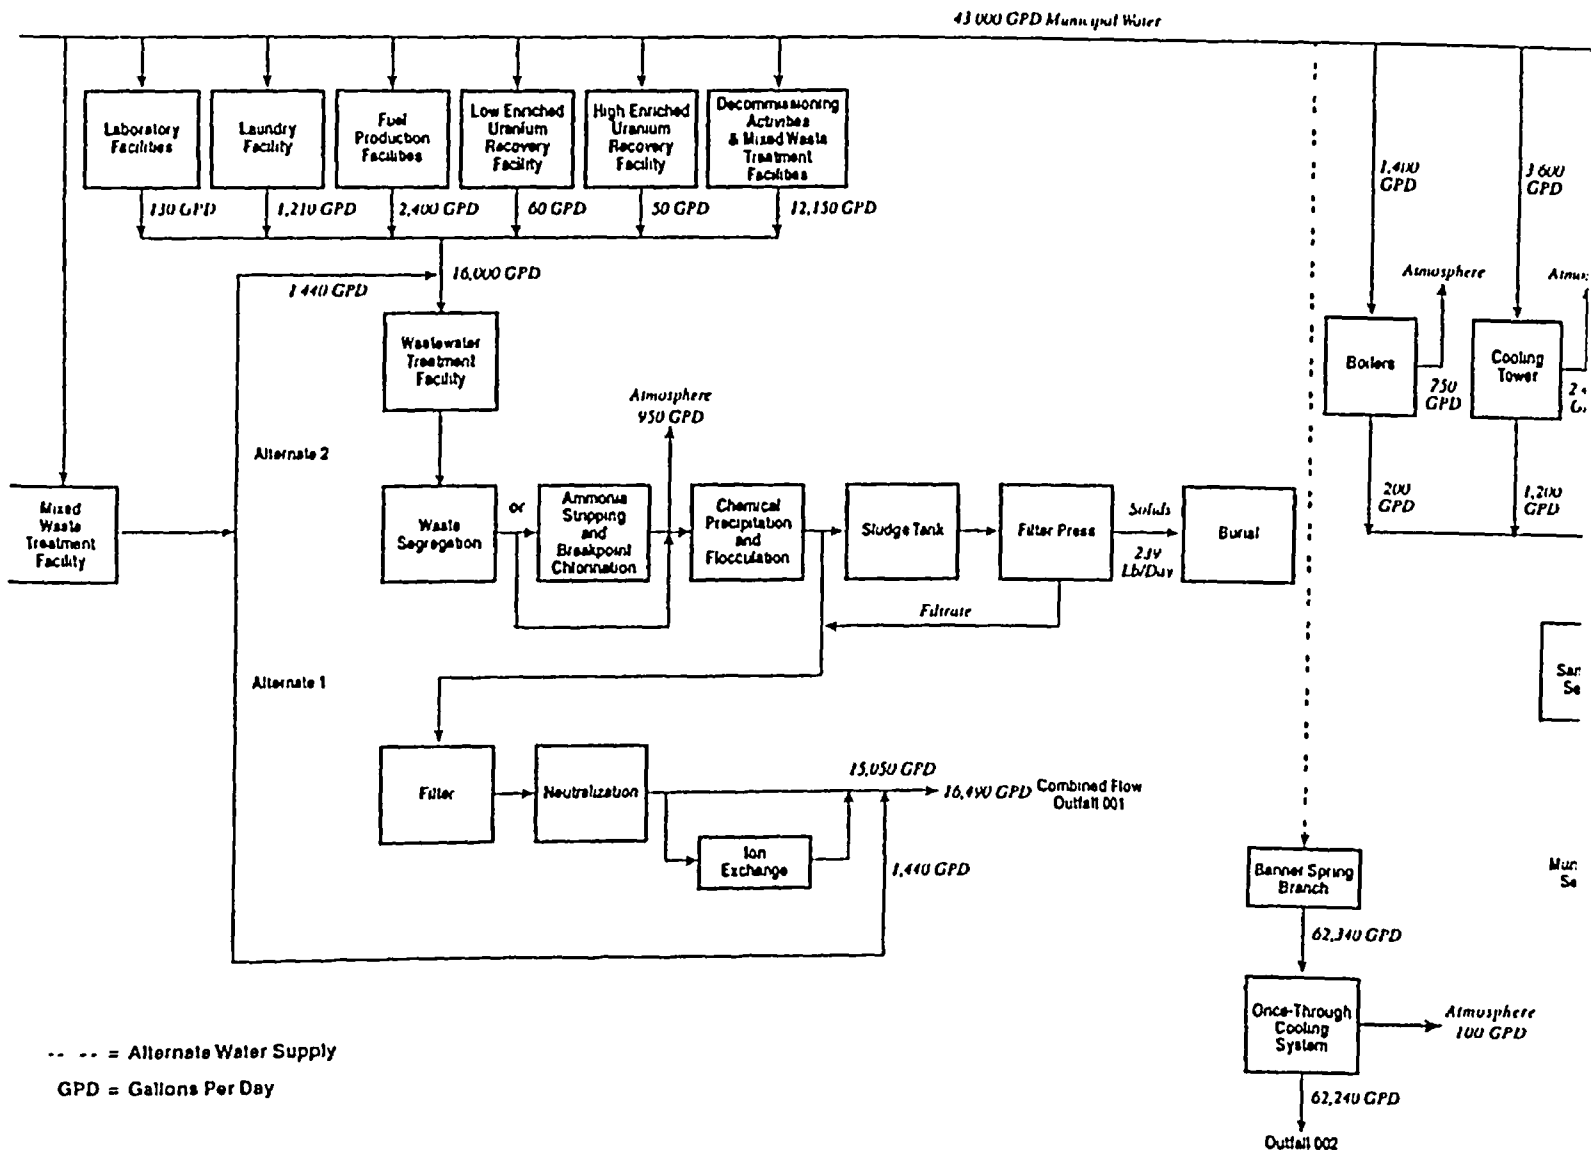 43 000 GPD Municipal Water
Laboratory
Facilities
Laundry
Facility
Fuel
Production
Facilities
Low Enriched
Uranium
Recovery
Facility
High Enriched
Uranium
Recovery
Facility
Decommissioning
Activities
& Mixed Waste
Treatment
Facilities
130 GPD
1,210 GPD
2,400 GPD
60 GPD
50 GPD
12,150 GPD
1,400
GPD
3 600
GPD
1 440 GPD
16,000 GPD
Atmosphere
Wastewater
Treatment
Facility
Boilers
Cooling
Tower
250
GPD
Atmosphere
950 GPD
Alternate 2
200
GPD
1,200
GPD
Mixed
Waste
Treatment
Facility
Waste
Segregation
or
Ammonia
Stripping
and
Breakpoint
Chlorination
Chemical
Precipitation
and
Flocculation
Sludge Tank
Filter Press
Solids
239
Lb/Day
Burial
Filtrate
Alternate 1
San
Se
Filter
Neutralization
15,050 GPD
16,490 GPD
Combined Flow
Outfall 001
Ion
Exchange
1,440
GPD
Banner Spring
Branch
Mun
Se
62,340 GPD
Once-Through
Cooling
System
Atmosphere
100 GPD
-- -- = Alternate Water Supply
GPD = Gallons Per Day
62,240 GPD
Outfall 002